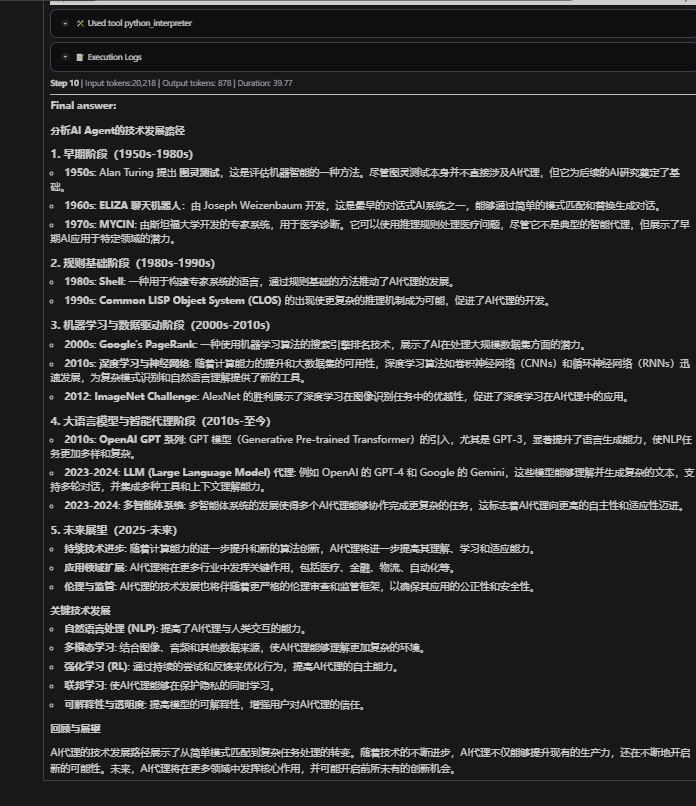 Used tool python_interpreter
Execution Logs
Step 10 | Input tokens:20,218 | Output tokens: 878 | Duration: 39.77
Final answer:
分析AI Agent的技术发展路径
1. 早期阶段（1950s-1980s）
1950s: Alan Turing 提出 图灵测试，这是评估机器智能的一种方法。尽管图灵测试本身并不直接涉及AI代理，但它为后续的AI研究奠定了基
础。
1960s: ELIZA 聊天机器人：由 Joseph Weizenbaum 开发，这是最早的对话式AI系统之一，能够通过简单的模式匹配和替换生成对话。
1970s: MYCIN: 由斯坦福大学开发的专家系统，用于医学诊断。它可以使用推理规则处理医疗问题，尽管它不是典型的智能代理，但展示了早
期AI应用于特定领域的潜力。
2. 规则基础阶段（1980s-1990s）
1980s: Shell: 一种用于构建专家系统的语言，通过规则基础的方法推动了AI代理的发展。
1990s: Common LISP Object System (CLOS) 的出现使更复杂的推理机制成为可能，促进了AI代理的开发。
3. 机器学习与数据驱动阶段（2000s-2010s）
2000s: Google's PageRank: 一种使用机器学习算法的搜索引擎排名技术，展示了AI在处理大规模数据集方面的潜力。
2010s: 深度学习与神经网络: 随着计算能力的提升和大数据集的可用性，深度学习算法如卷积神经网络（CNNs）和循环神经网络（RNNs）迅
速发展，为复杂模式识别和自然语言理解提供了新的工具。
2012: ImageNet Challenge: AlexNet 的胜利展示了深度学习在图像识别任务中的优越性，促进了深度学习在AI代理中的应用。
4. 大语言模型与智能代理阶段（2010s-至今）
2010s: OpenAI GPT 系列: GPT 模型（Generative Pre-trained Transformer）的引入，尤其是 GPT-3，显著提升了语言生成能力，使NLP任
务更加多样和复杂。
2023-2024: LLM (Large Language Model) 代理: 例如 OpenAI 的 GPT-4 和 Google 的 Gemini，这些模型能够理解并生成复杂的文本，支
持多轮对话，并集成多种工具和上下文理解能力。
2023-2024: 多智能体系统: 多智能体系统的发展使得多个AI代理能够协作完成更复杂的任务，这标志着AI代理向更高的自主性和适应性迈进。
5. 未来展望（2025-未来）
持续技术进步: 随着计算能力的进一步提升和新的算法创新，AI代理将进一步提高其理解、学习和适应能力。
应用领域扩展: AI代理将在更多行业中发挥关键作用，包括医疗、金融、物流、自动化等。
伦理与监管: AI代理的技术发展也将伴随着更严格的伦理审查和监管框架，以确保其应用的公正性和安全性。
关键技术发展
自然语言处理 (NLP): 提高了AI代理与人类交互的能力。
多模态学习: 结合图像、音频和其他数据来源，使AI代理能够理解更加复杂的环境。
强化学习 (RL): 通过持续的尝试和反馈来优化行为，提高AI代理的自主能力。
联邦学习: 使AI代理能够在保护隐私的同时学习。
可解释性与透明度: 提高模型的可解释性，增强用户对AI代理的信任。
回顾与展望
AI代理的技术发展路径展示了从简单模式匹配到复杂任务处理的转变。随着技术的不断进步，AI代理不仅能够提升现有的生产力，还在不断地开启
新的可能性。未来，AI代理将在更多领域中发挥核心作用，并可能开启前所未有的创新机会。